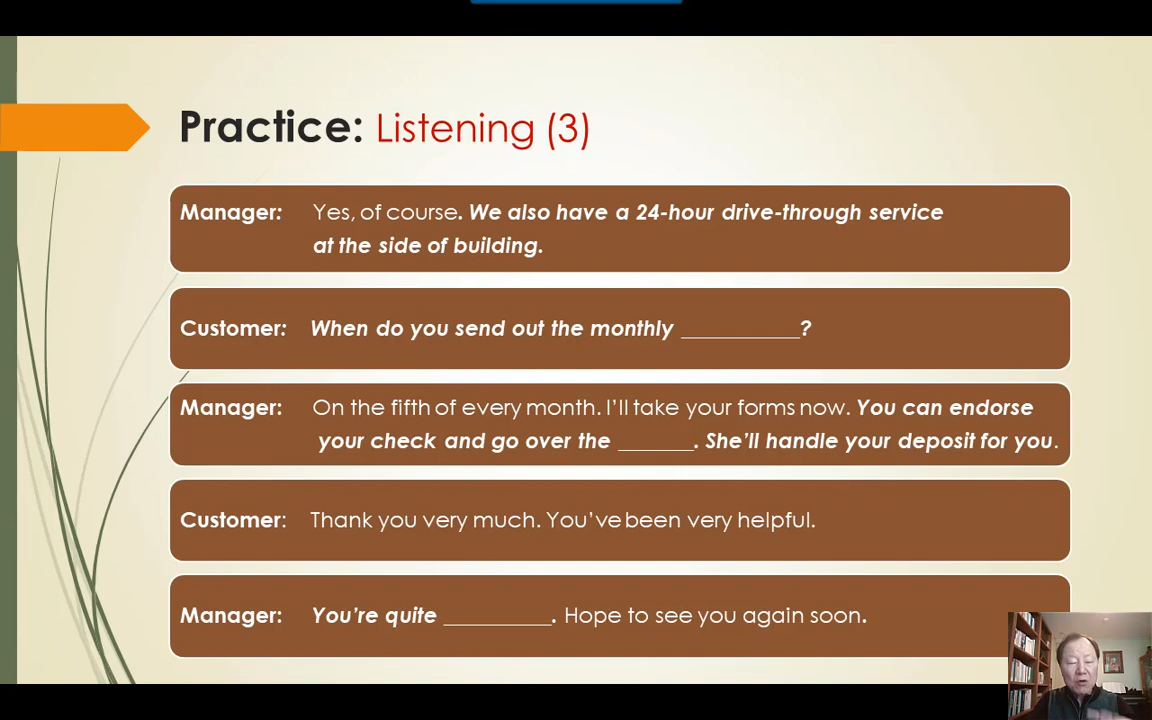 Practice: Listening (3)
Manager: Yes, of course. We also have a 24-hour drive-through service
at the side of building.
Customer: When do you send out the monthly __________?
Manager: On the fifth of every month. I'll take your forms now. You can endorse
your check and go over the _______. She'll handle your deposit for you.
Customer: Thank you very much. You've been very helpful.
Manager: You're quite __________. Hope to see you again soon.